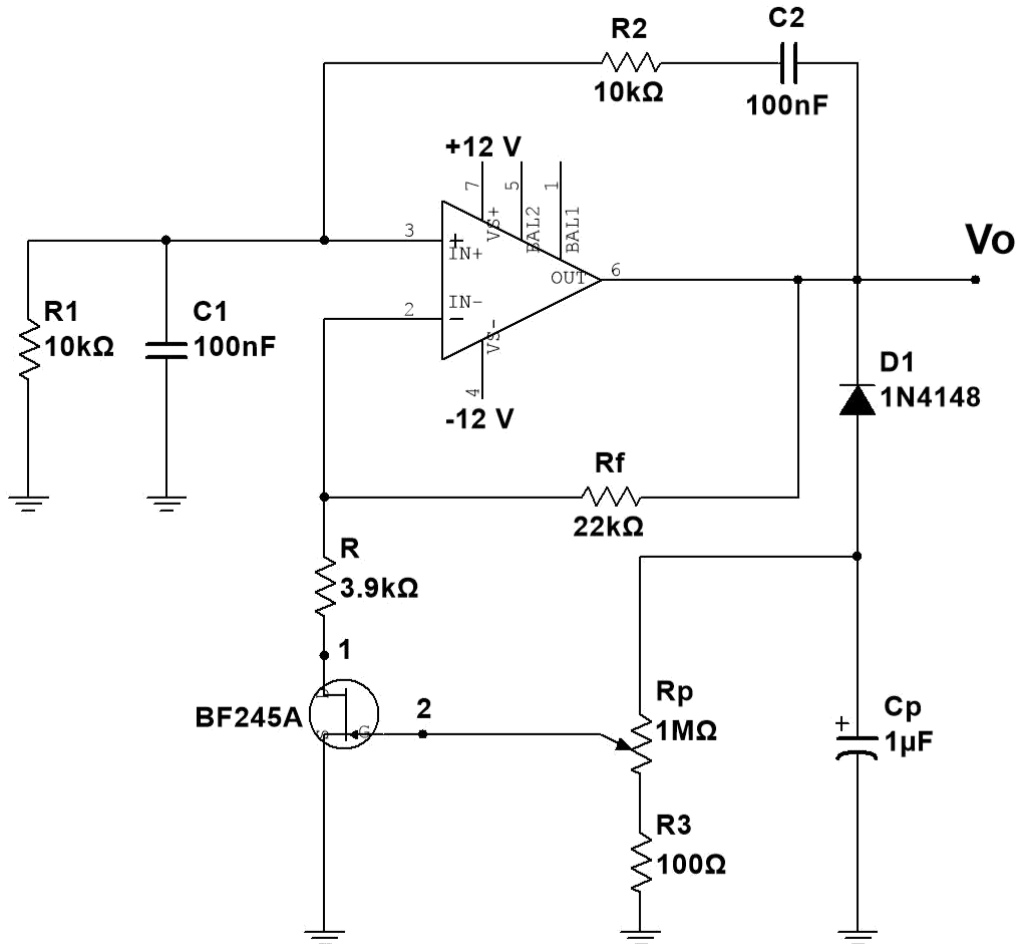 C2
R2
10kΩ
100nF
+12 V
7
5
1
VS+
BAL2
BAL1
3
+
IN+
Vo
OUT
6
R1
10kΩ
C1
100nF
2
IN-
−
VS-
4
-12 V
D1
1N4148
Rf
22kΩ
R
3.9kΩ
1
D
BF245A
S
G
2
Rp
1MΩ
Cp
+
1µF
R3
100Ω